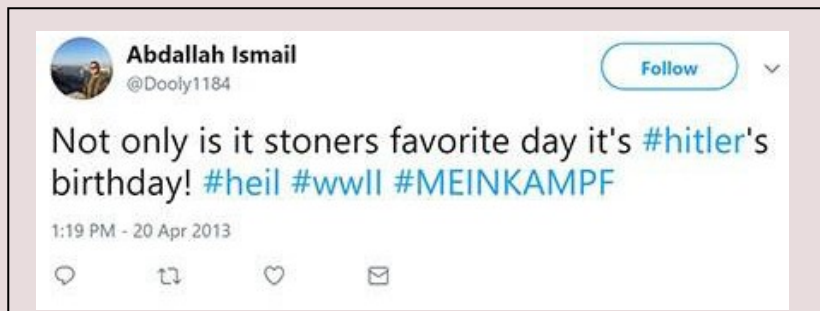 Abdallah Ismail
@Dooly1184
Follow
Not only is it stoners favorite day it's #hitler's
birthday! #heil #wwII #MEINKAMPF
1:19 PM - 20 Apr 2013